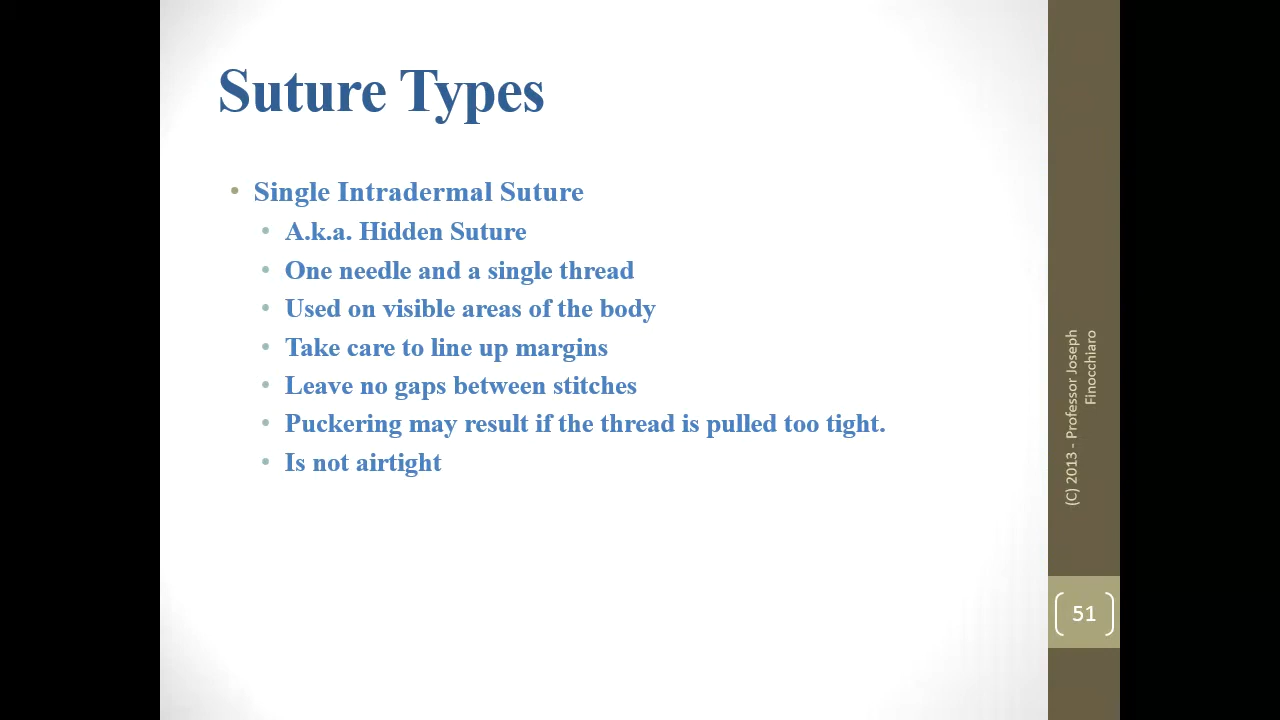 Suture Types
• Single Intradermal Suture
• A.k.a. Hidden Suture
• One needle and a single thread
• Used on visible areas of the body
• Take care to line up margins
• Leave no gaps between stitches
• Puckering may result if the thread is pulled too tight.
• Is not airtight
(C) 2013 - Professor Joseph
Finocchiaro
51